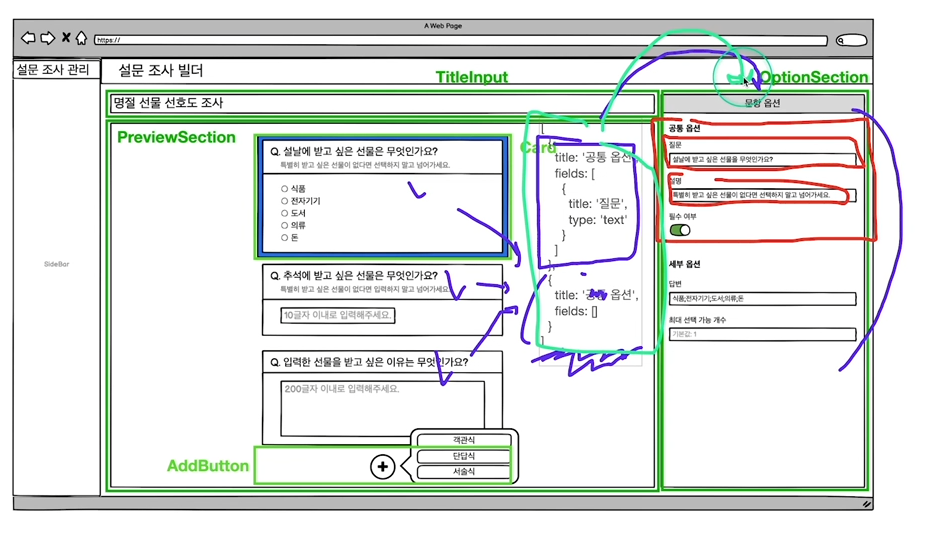 A Web Page
https://
설문 조사 관리
설문 조사 빌더
TitleInput
OptionSection
명절 선물 선호도 조사
문항 옵션
PreviewSection
Card
Q. 설날에 받고 싶은 선물은 무엇인가요?
특별히 받고 싶은 선물이 없다면 선택하지 말고 넘어가세요.
식품
전자기기
도서
의류
돈
Q. 추석에 받고 싶은 선물은 무엇인가요?
특별히 받고 싶은 선물이 없다면 입력하지 말고 넘어가세요.
10글자 이내로 입력해주세요.
Q. 입력한 선물을 받고 싶은 이유는 무엇인가요?
200글자 이내로 입력해주세요.
객관식
단답식
서술식
AddButton
SideBar
[
{
title: '공통 옵션',
fields: [
{
title: '질문',
type: 'text'
}
]
},
{
title: '공통 옵션',
fields: []
}
]
공통 옵션
질문
설날에 받고 싶은 선물을 무엇인가요?
설명
특별히 받고 싶은 선물이 없다면 선택하지 말고 넘어가세요.
필수 여부
세부 옵션
답변
식품;전자기기;도서;의류;돈
최대 선택 가능 개수
기본값: 1